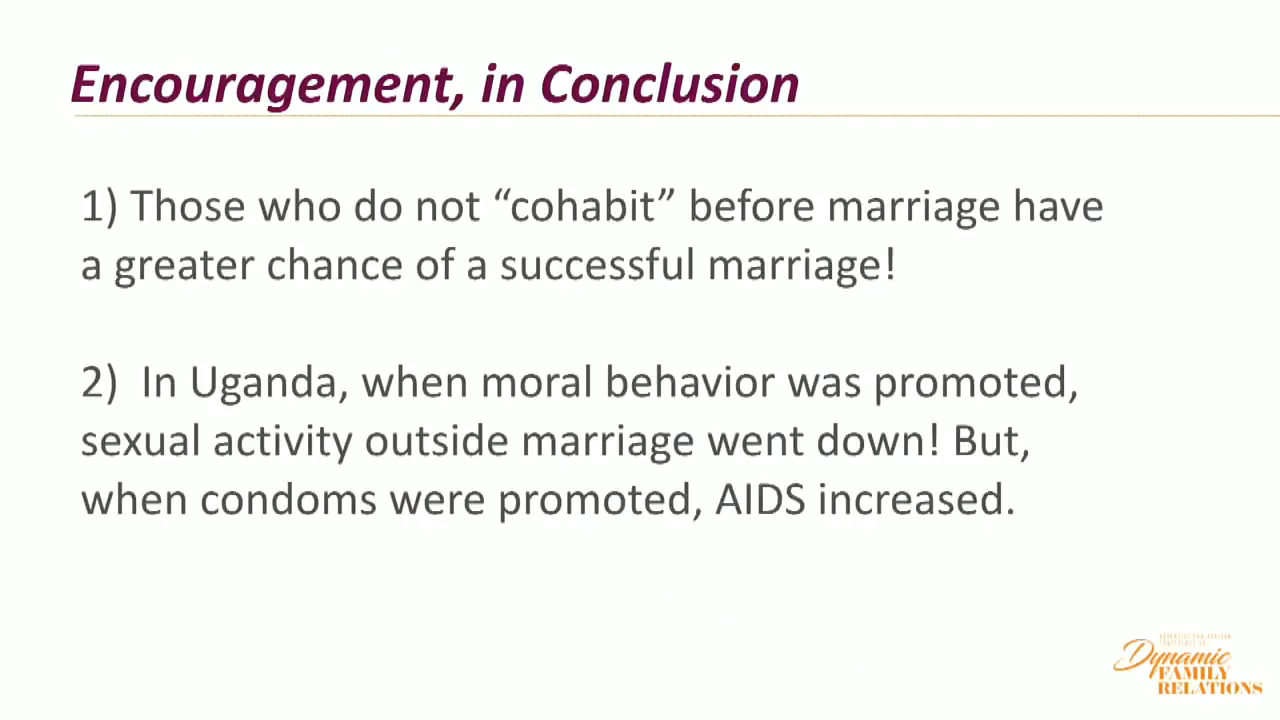 Encouragement, in Conclusion
1) Those who do not “cohabit” before marriage have
a greater chance of a successful marriage!
2)  In Uganda, when moral behavior was promoted,
sexual activity outside marriage went down! But,
when condoms were promoted, AIDS increased.
Dynamic
FAMILY
RELATIONS